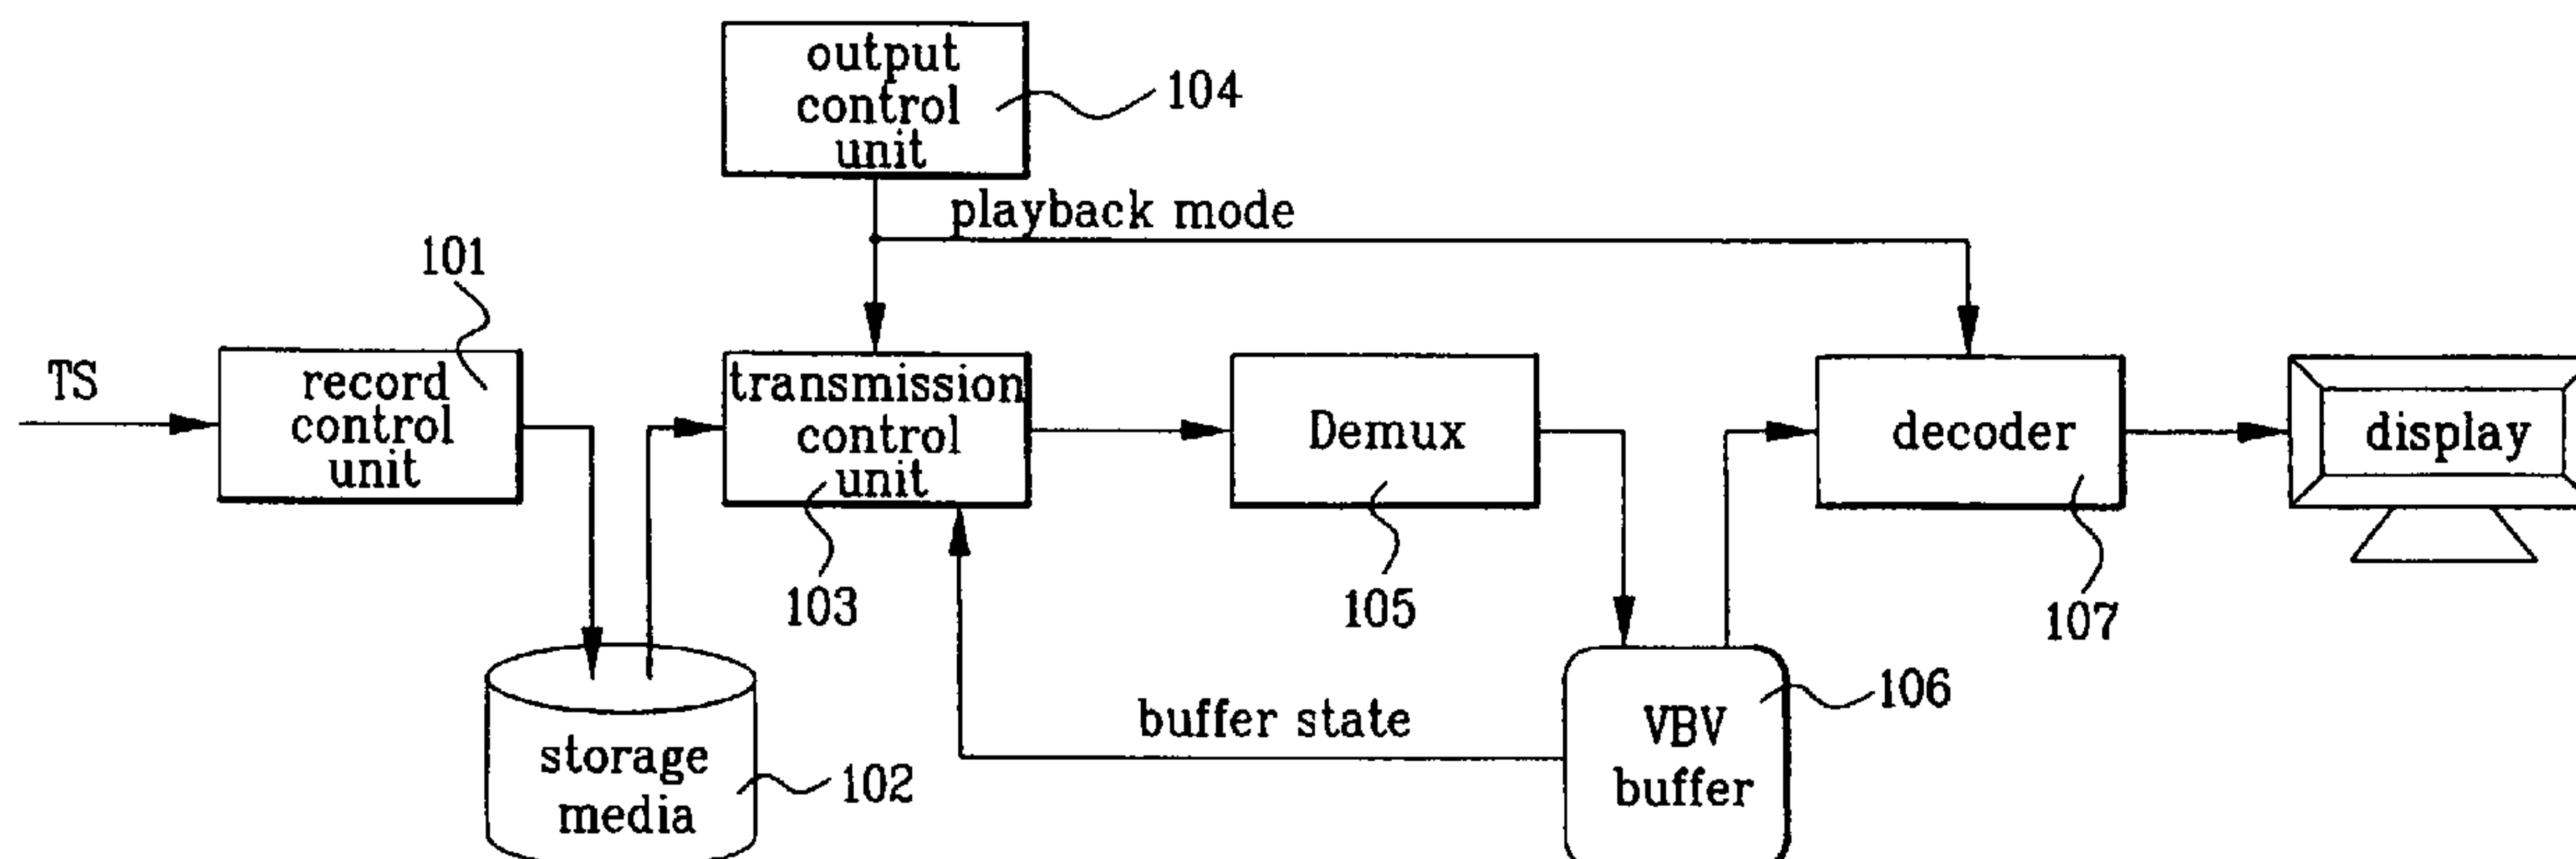 output
control
unit
104
playback mode
101
TS
record
control
unit
transmission
control
unit
Demux
decoder
display
103
105
107
storage
media
102
buffer state
VBV
buffer
106